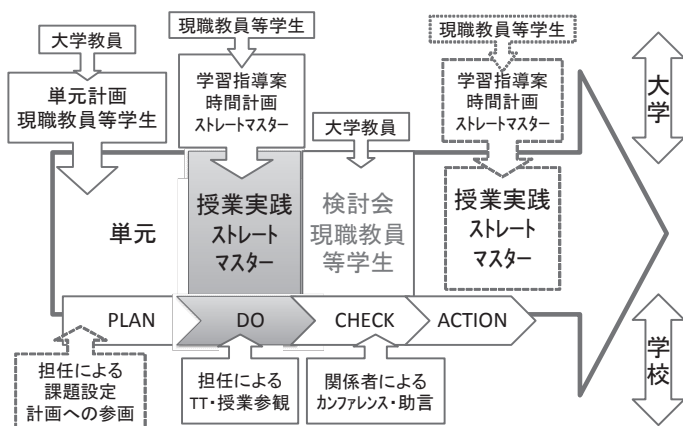 大学教員
単元計画
現職教員等学生
現職教員等学生
学習指導案
時間計画
ストレートマスター
大学教員
現職教員等学生
学習指導案
時間計画
ストレートマスター
大学
単元
授業実践
ストレート
マスター
検討会
現職教員
等学生
授業実践
ストレート
マスター
PLAN
DO
CHECK
ACTION
担任による
課題設定
計画への参画
担任による
TT・授業参観
関係者による
カンファレンス・助言
学校